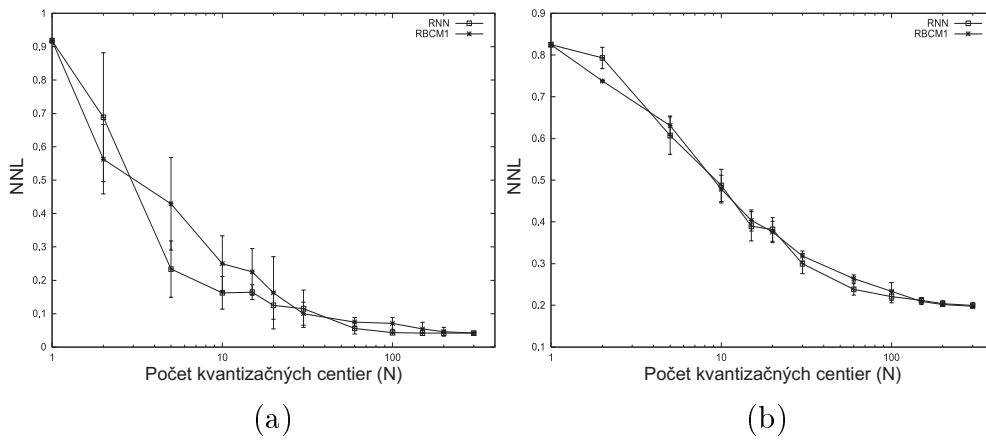 1
0.9
0.8
0.7
0.6
0.5
0.4
0.3
0.2
0.1
0
NNL
RNN
RBCM1
1 10 100
Počet kvantizačných centier (N)
(a)
0.9
0.8
0.7
0.6
0.5
0.4
0.3
0.2
0.1
NNL
RNN
RBCM1
1 10 100
Počet kvantizačných centier (N)
(b)